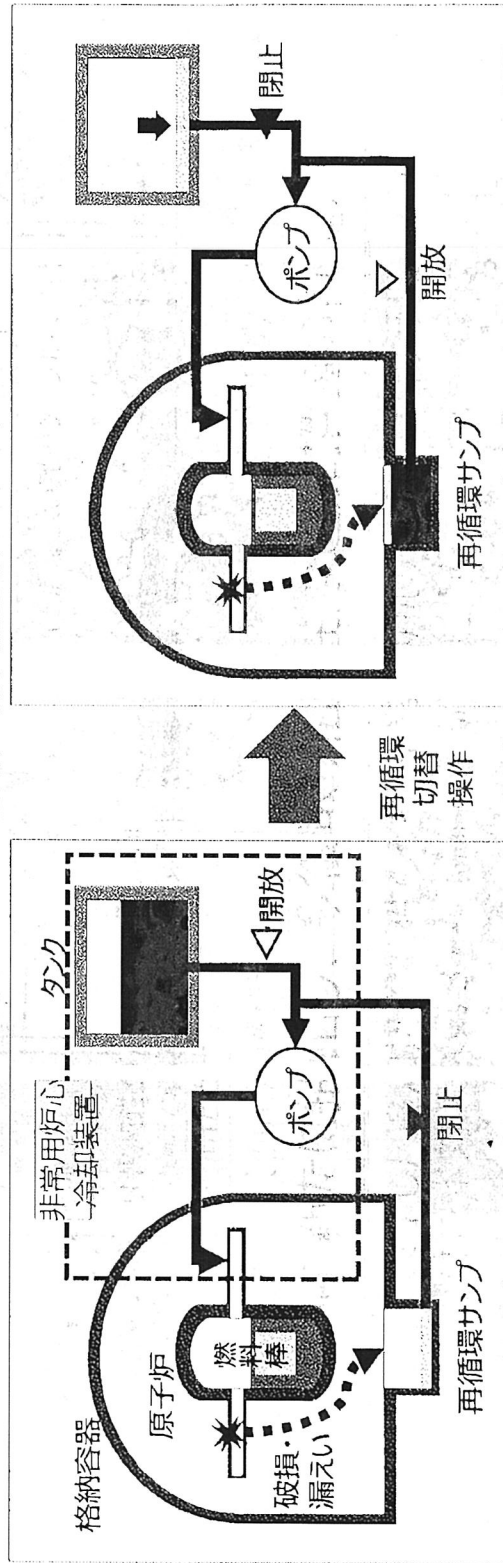 非常用炉心
冷却装置
タンク
格納容器
原子炉
燃料棒
破損・
漏えい
ポンプ
開放
閉止
再循環サンプ
再循環
切替
操作
ポンプ
閉止
開放
再循環サンプ